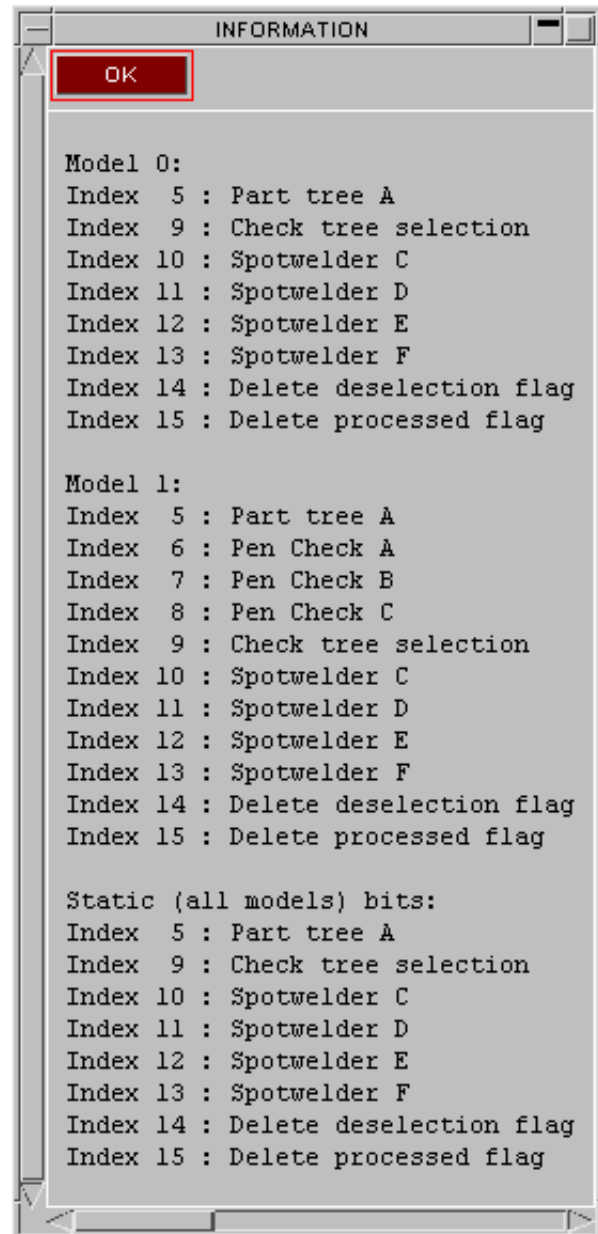 INFORMATION
OK
Model 0:
Index  5 : Part tree A
Index  9 : Check tree selection
Index 10 : Spotwelder C
Index 11 : Spotwelder D
Index 12 : Spotwelder E
Index 13 : Spotwelder F
Index 14 : Delete deselection flag
Index 15 : Delete processed flag
Model 1:
Index  5 : Part tree A
Index  6 : Pen Check A
Index  7 : Pen Check B
Index  8 : Pen Check C
Index  9 : Check tree selection
Index 10 : Spotwelder C
Index 11 : Spotwelder D
Index 12 : Spotwelder E
Index 13 : Spotwelder F
Index 14 : Delete deselection flag
Index 15 : Delete processed flag
Static (all models) bits:
Index  5 : Part tree A
Index  9 : Check tree selection
Index 10 : Spotwelder C
Index 11 : Spotwelder D
Index 12 : Spotwelder E
Index 13 : Spotwelder F
Index 14 : Delete deselection flag
Index 15 : Delete processed flag